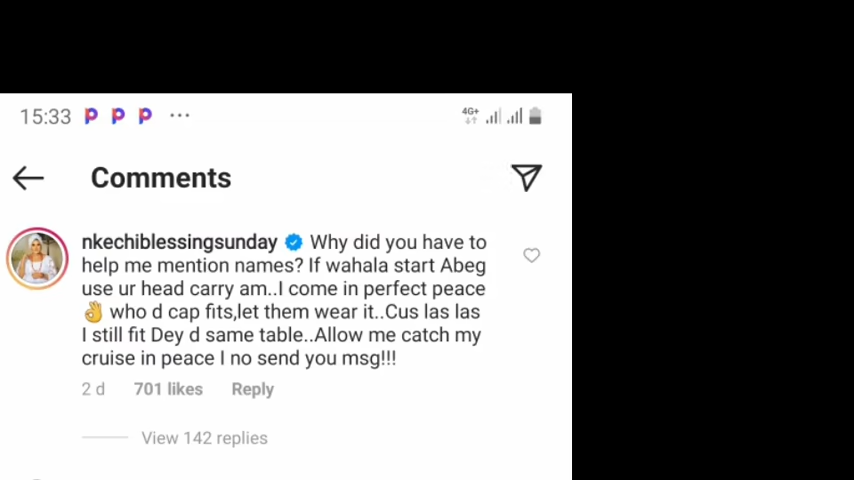 15:33 P P P ... 4G+
Comments
nkechiblessingsunday Why did you have to
help me mention names? If wahala start Abeg
use ur head carry am..I come in perfect peace
👌 who d cap fits,let them wear it..Cus las las
I still fit Dey d same table..Allow me catch my
cruise in peace I no send you msg!!!
2 d 701 likes Reply
View 142 replies